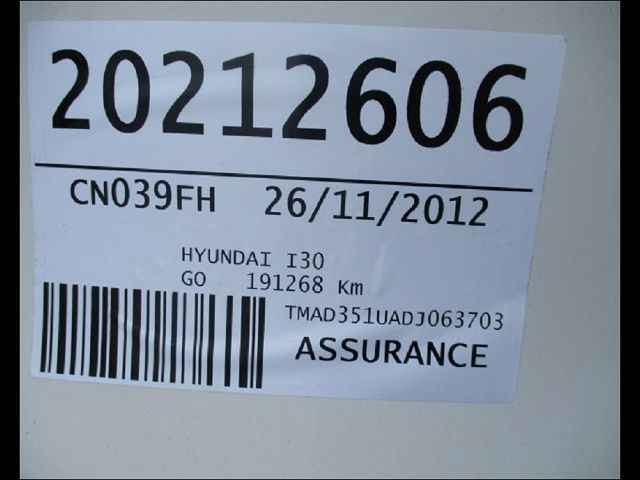 20212606
CN039FH 26/11/2012
HYUNDAI I30
GO 191268 Km
TMAD351UADJ063703
ASSURANCE